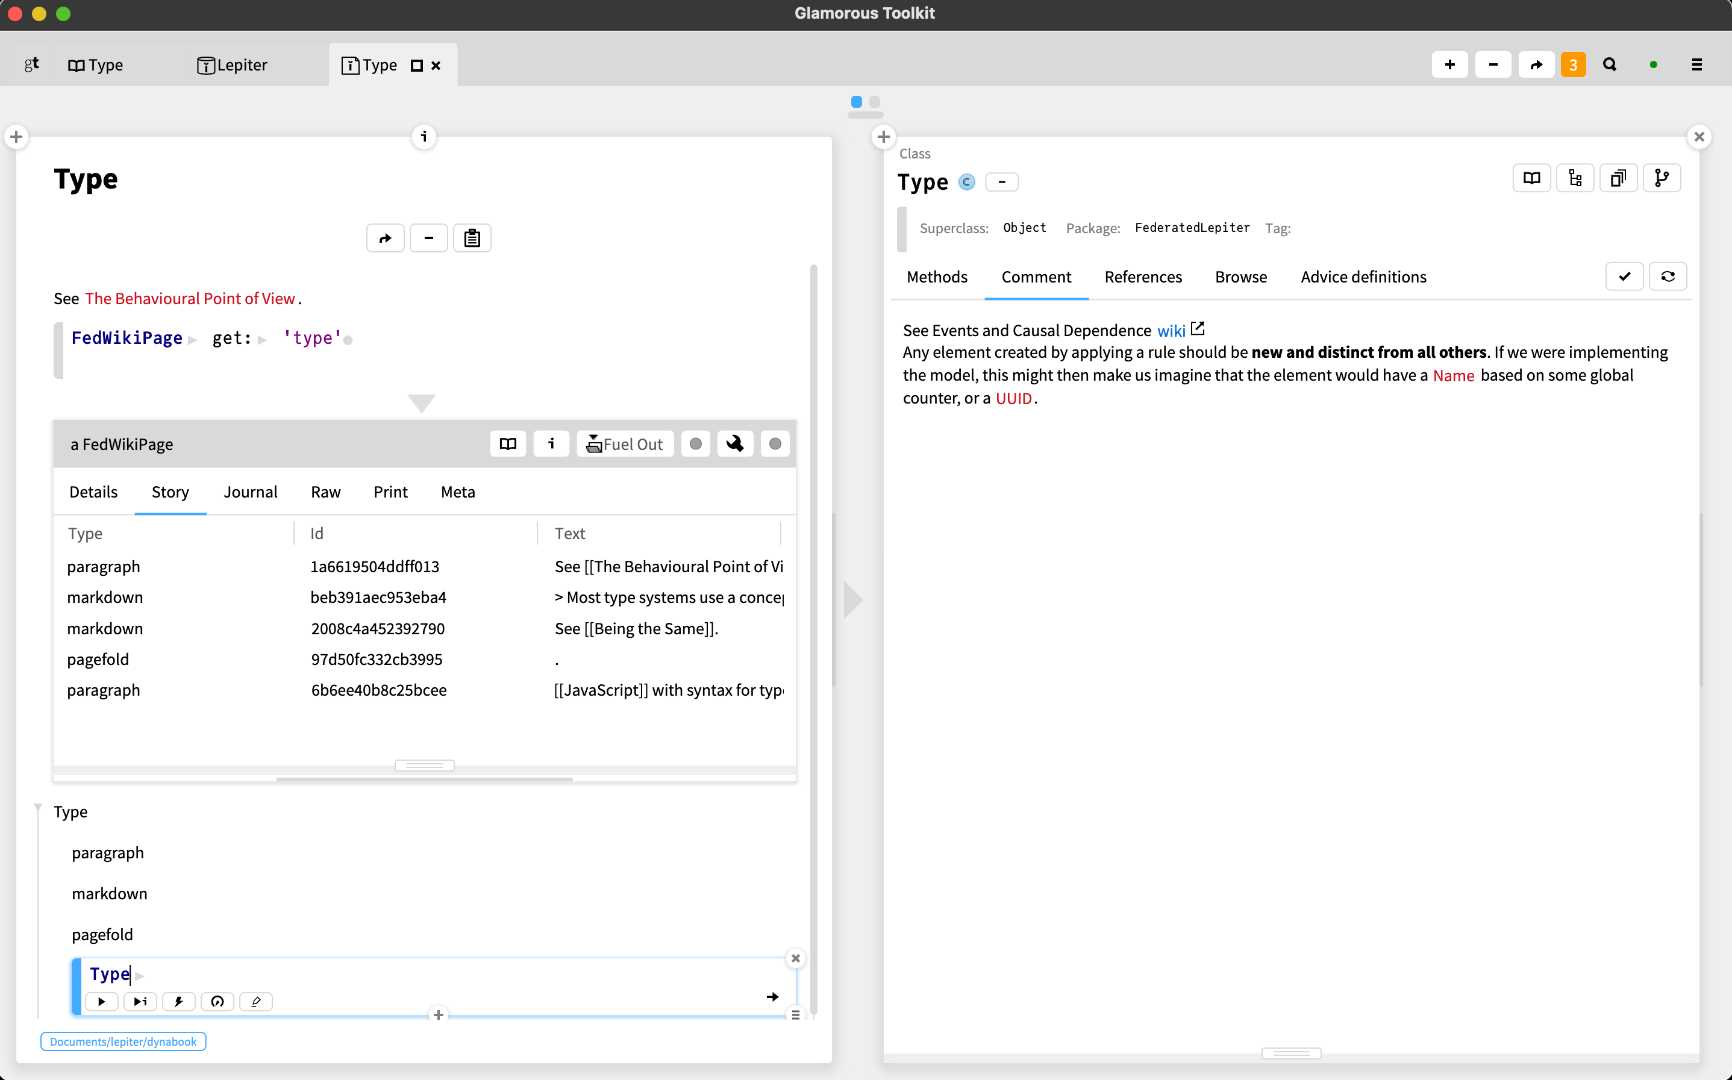 Glamorous Toolkit
gt Type Lepiter Type
3
Type
See The Behavioural Point of View .
FedWikiPage get: 'type'
a FedWikiPage
Fuel Out
Details Story Journal Raw Print Meta
Type Id Text
paragraph 1a6619504ddff013 See [[The Behavioural Point of Vi
markdown beb391aec953eba4 > Most type systems use a concep
markdown 2008c4a452392790 See [[Being the Same]].
pagefold 97d50fc332cb3995 .
paragraph 6b6ee40b8c25bcee [[JavaScript]] with syntax for type
Type
paragraph
markdown
pagefold
Type
Documents/lepiter/dynabook
Class
Type C
Superclass: Object Package: FederatedLepiter Tag:
Methods Comment References Browse Advice definitions
See Events and Causal Dependence wiki
Any element created by applying a rule should be new and distinct from all others. If we were implementing
the model, this might then make us imagine that the element would have a Name based on some global
counter, or a UUID .